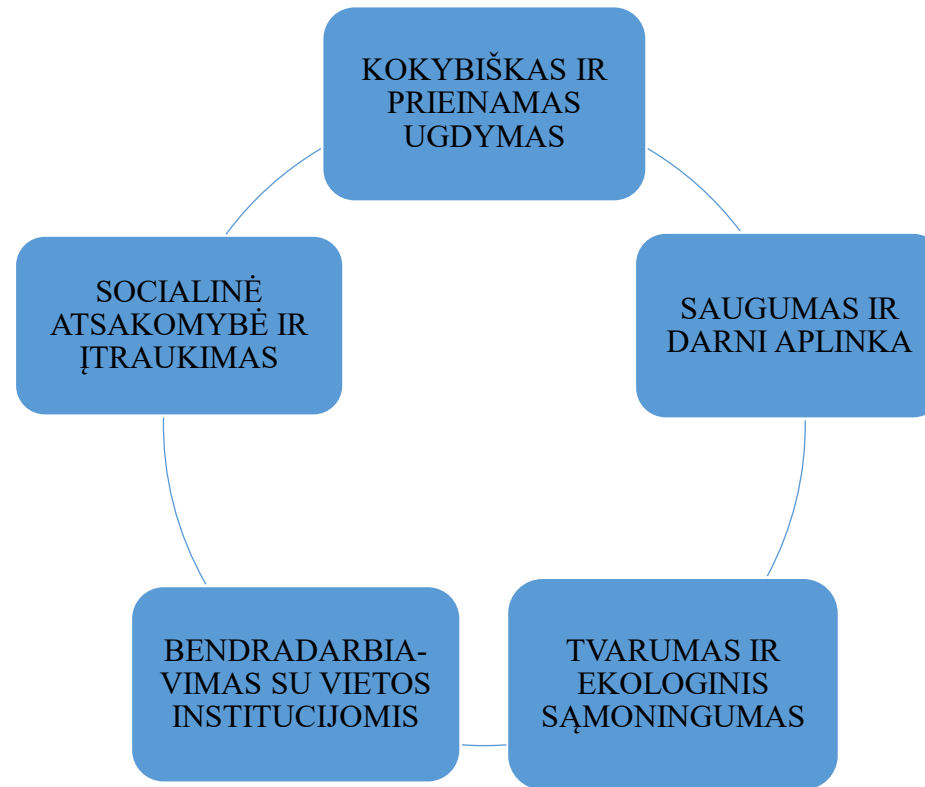 KOKYBIŠKAS IR
PRIEINAMAS
UGDYMAS
SAUGUMAS IR
DARNI APLINKA
TVARUMAS IR
EKOLOGINIS
SĄMONINGUMAS
BENDRADARBIA-
VIMAS SU VIETOS
INSTITUCIJOMIS
SOCIALINĖ
ATSAKOMYBĖ IR
ĮTRAUKIMAS